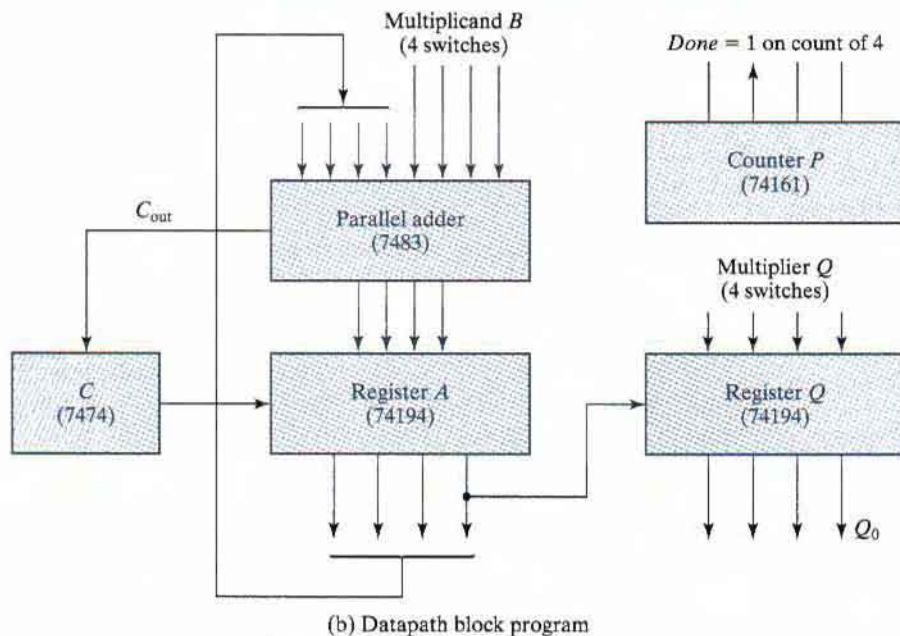 Multiplicand B
(4 switches)
Done = 1 on count of 4
Counter P
(74161)
Cout
Parallel adder
(7483)
Multiplier Q
(4 switches)
C
(7474)
Register A
(74194)
Register Q
(74194)
Q0
(b) Datapath block program